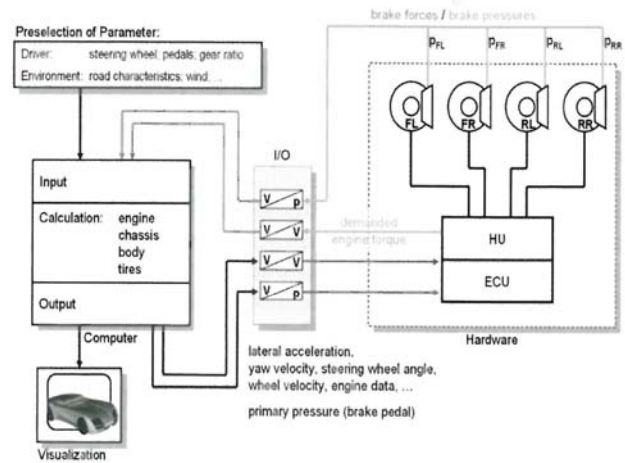 brake forces / brake pressures
Preselection of Parameter:
Driver: steering wheel; pedals; gear ratio
Environment: road characteristics; wind....
pFL pFR pRL pRR
FL FR RL RR
I/O
Input
Calculation: engine
chassis
body
tires
Output
V p
V V
V V
V p
demanded
engine torque
HU
ECU
Computer
Hardware
lateral acceleration,
yaw velocity, steering wheel angle,
wheel velocity, engine data, ...
primary pressure (brake pedal)
Visualization